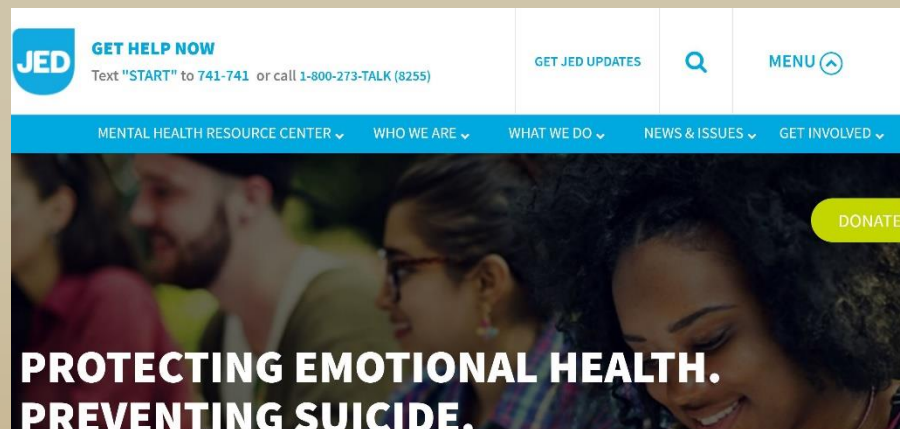 JED
GET HELP NOW
Text "START" to 741-741 or call 1-800-273-TALK (8255)
GET JED UPDATES
MENU
MENTAL HEALTH RESOURCE CENTER
WHO WE ARE
WHAT WE DO
NEWS & ISSUES
GET INVOLVED
DONATE
PROTECTING EMOTIONAL HEALTH.
PREVENTING SUICIDE.